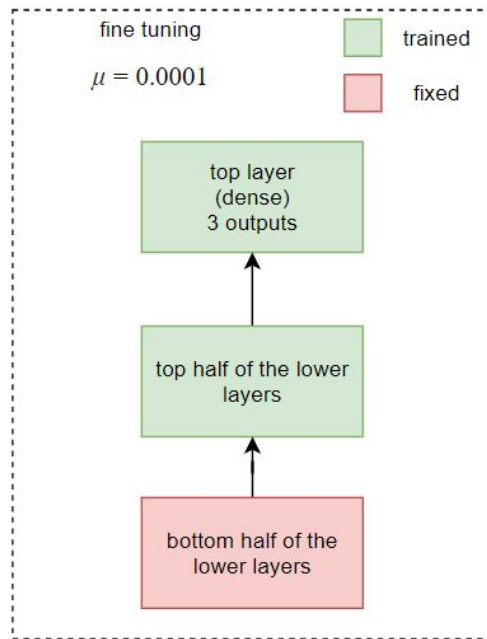 fine tuning
μ = 0.0001
trained
fixed
top layer
(dense)
3 outputs
top half of the lower
layers
bottom half of the
lower layers